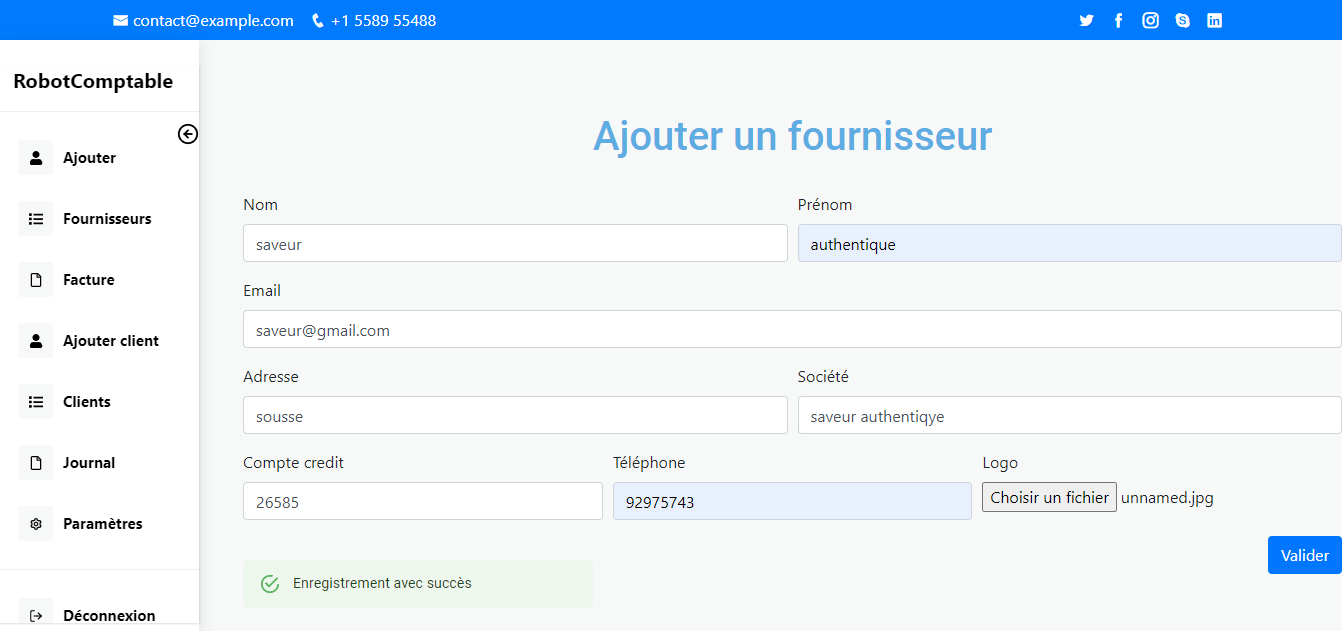 contact@example.com +1 5589 55488
RobotComptable
Ajouter
Fournisseurs
Facture
Ajouter client
Clients
Journal
Paramètres
Déconnexion
Ajouter un fournisseur
Nom Prénom
saveur authentique
Email
saveur@gmail.com
Adresse Société
sousse saveur authentiqye
Compte credit Téléphone Logo
26585 92975743 Choisir un fichier unnamed.jpg
Valider
Enregistrement avec succès